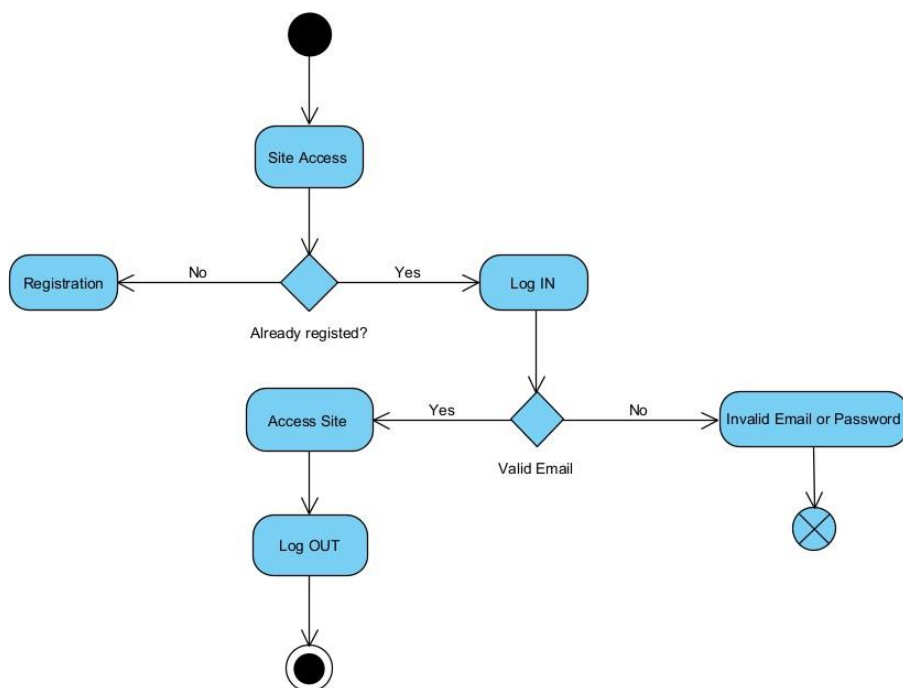 Site Access
Registration
No
Yes
Log IN
Already registed?
Access Site
Yes
No
Invalid Email or Password
Valid Email
Log OUT